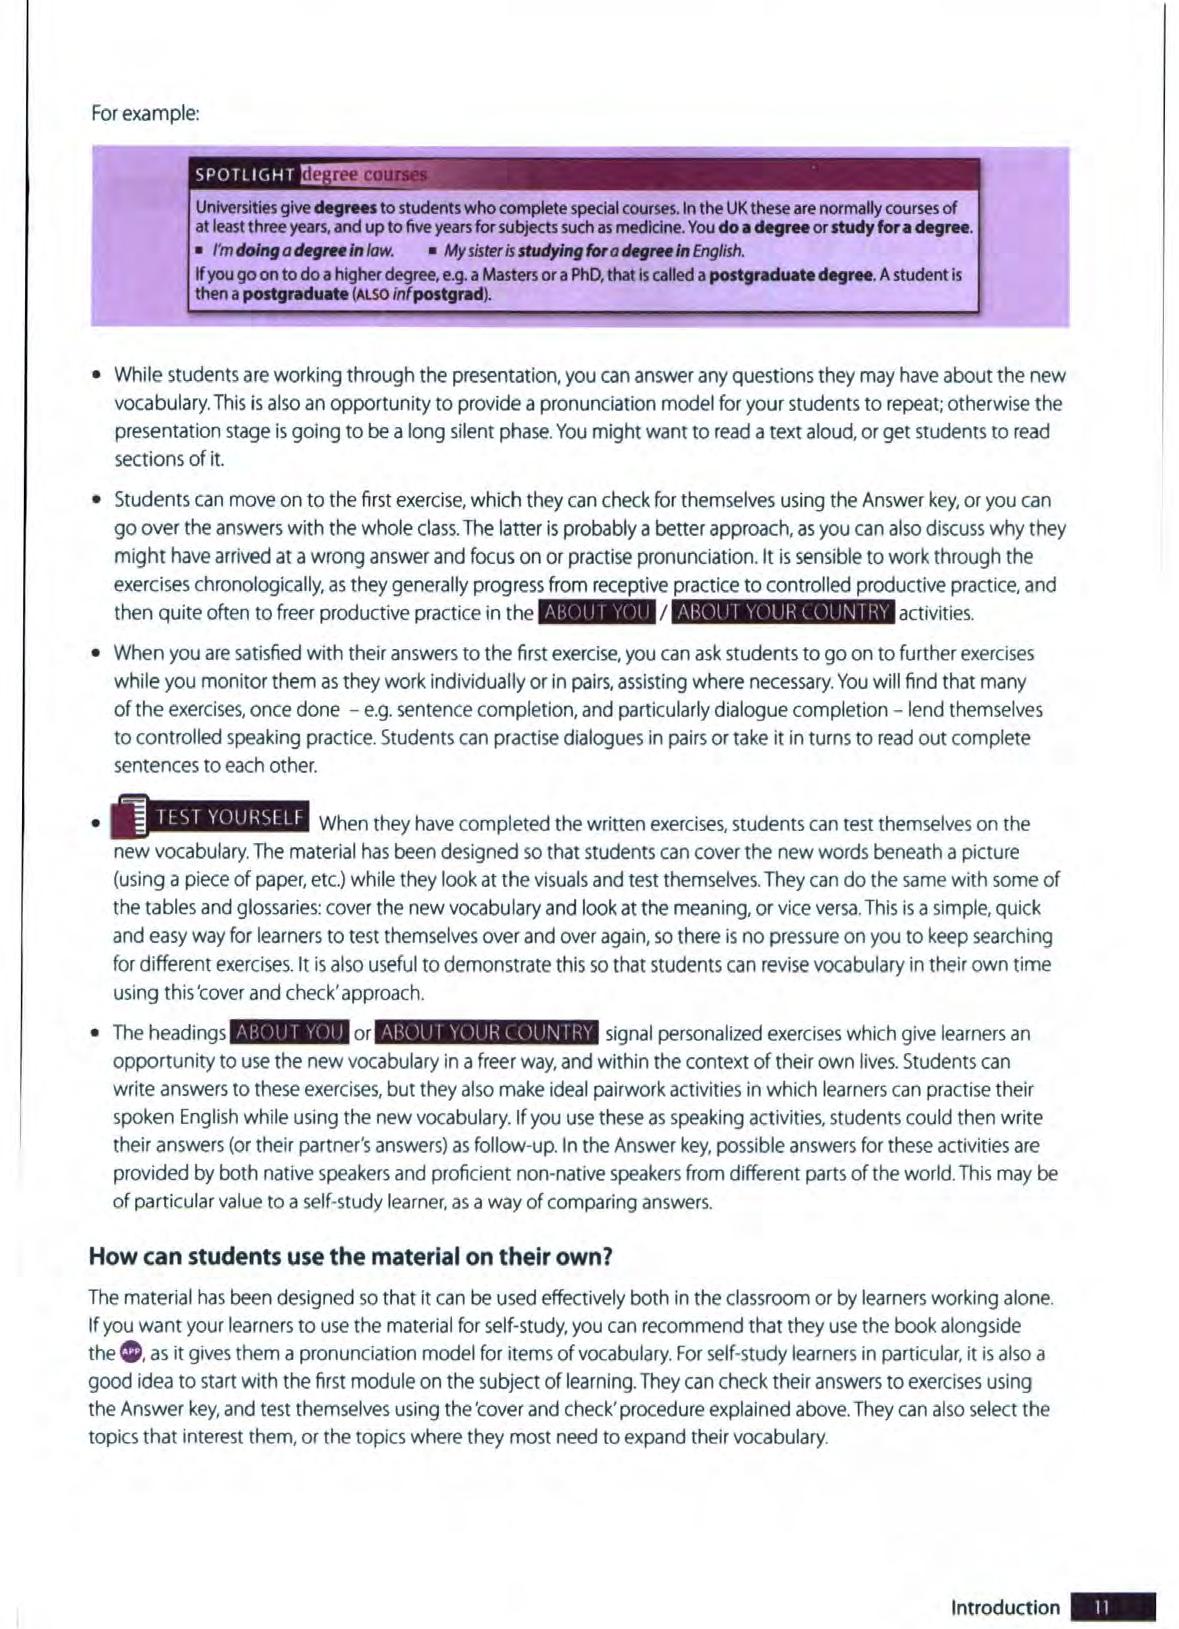 For example:
SPOTLIGHT degree courses
Universities give degrees to students who complete special courses. In the UK these are normally courses of
at least three years, and up to five years for subjects such as medicine. You do a degree or study for a degree.
▪ I'm doing a degree in law. ▪ My sister is studying for a degree in English.
If you go on to do a higher degree, e.g. a Masters or a PhD, that is called a postgraduate degree. A student is
then a postgraduate (ALSO inf postgrad).
• While students are working through the presentation, you can answer any questions they may have about the new
vocabulary. This is also an opportunity to provide a pronunciation model for your students to repeat; otherwise the
presentation stage is going to be a long silent phase. You might want to read a text aloud, or get students to read
sections of it.
• Students can move on to the first exercise, which they can check for themselves using the Answer key, or you can
go over the answers with the whole class. The latter is probably a better approach, as you can also discuss why they
might have arrived at a wrong answer and focus on or practise pronunciation. It is sensible to work through the
exercises chronologically, as they generally progress from receptive practice to controlled productive practice, and
then quite often to freer productive practice in the ABOUT YOU / ABOUT YOUR COUNTRY activities.
• When you are satisfied with their answers to the first exercise, you can ask students to go on to further exercises
while you monitor them as they work individually or in pairs, assisting where necessary. You will find that many
of the exercises, once done – e.g. sentence completion, and particularly dialogue completion – lend themselves
to controlled speaking practice. Students can practise dialogues in pairs or take it in turns to read out complete
sentences to each other.
• TEST YOURSELF When they have completed the written exercises, students can test themselves on the
new vocabulary. The material has been designed so that students can cover the new words beneath a picture
(using a piece of paper, etc.) while they look at the visuals and test themselves. They can do the same with some of
the tables and glossaries: cover the new vocabulary and look at the meaning, or vice versa. This is a simple, quick
and easy way for learners to test themselves over and over again, so there is no pressure on you to keep searching
for different exercises. It is also useful to demonstrate this so that students can revise vocabulary in their own time
using this 'cover and check' approach.
• The headings ABOUT YOU or ABOUT YOUR COUNTRY signal personalized exercises which give learners an
opportunity to use the new vocabulary in a freer way, and within the context of their own lives. Students can
write answers to these exercises, but they also make ideal pairwork activities in which learners can practise their
spoken English while using the new vocabulary. If you use these as speaking activities, students could then write
their answers (or their partner's answers) as follow-up. In the Answer key, possible answers for these activities are
provided by both native speakers and proficient non-native speakers from different parts of the world. This may be
of particular value to a self-study learner, as a way of comparing answers.
How can students use the material on their own?
The material has been designed so that it can be used effectively both in the classroom or by learners working alone.
If you want your learners to use the material for self-study, you can recommend that they use the book alongside
the APP, as it gives them a pronunciation model for items of vocabulary. For self-study learners in particular, it is also a
good idea to start with the first module on the subject of learning. They can check their answers to exercises using
the Answer key, and test themselves using the 'cover and check' procedure explained above. They can also select the
topics that interest them, or the topics where they most need to expand their vocabulary.
Introduction 11